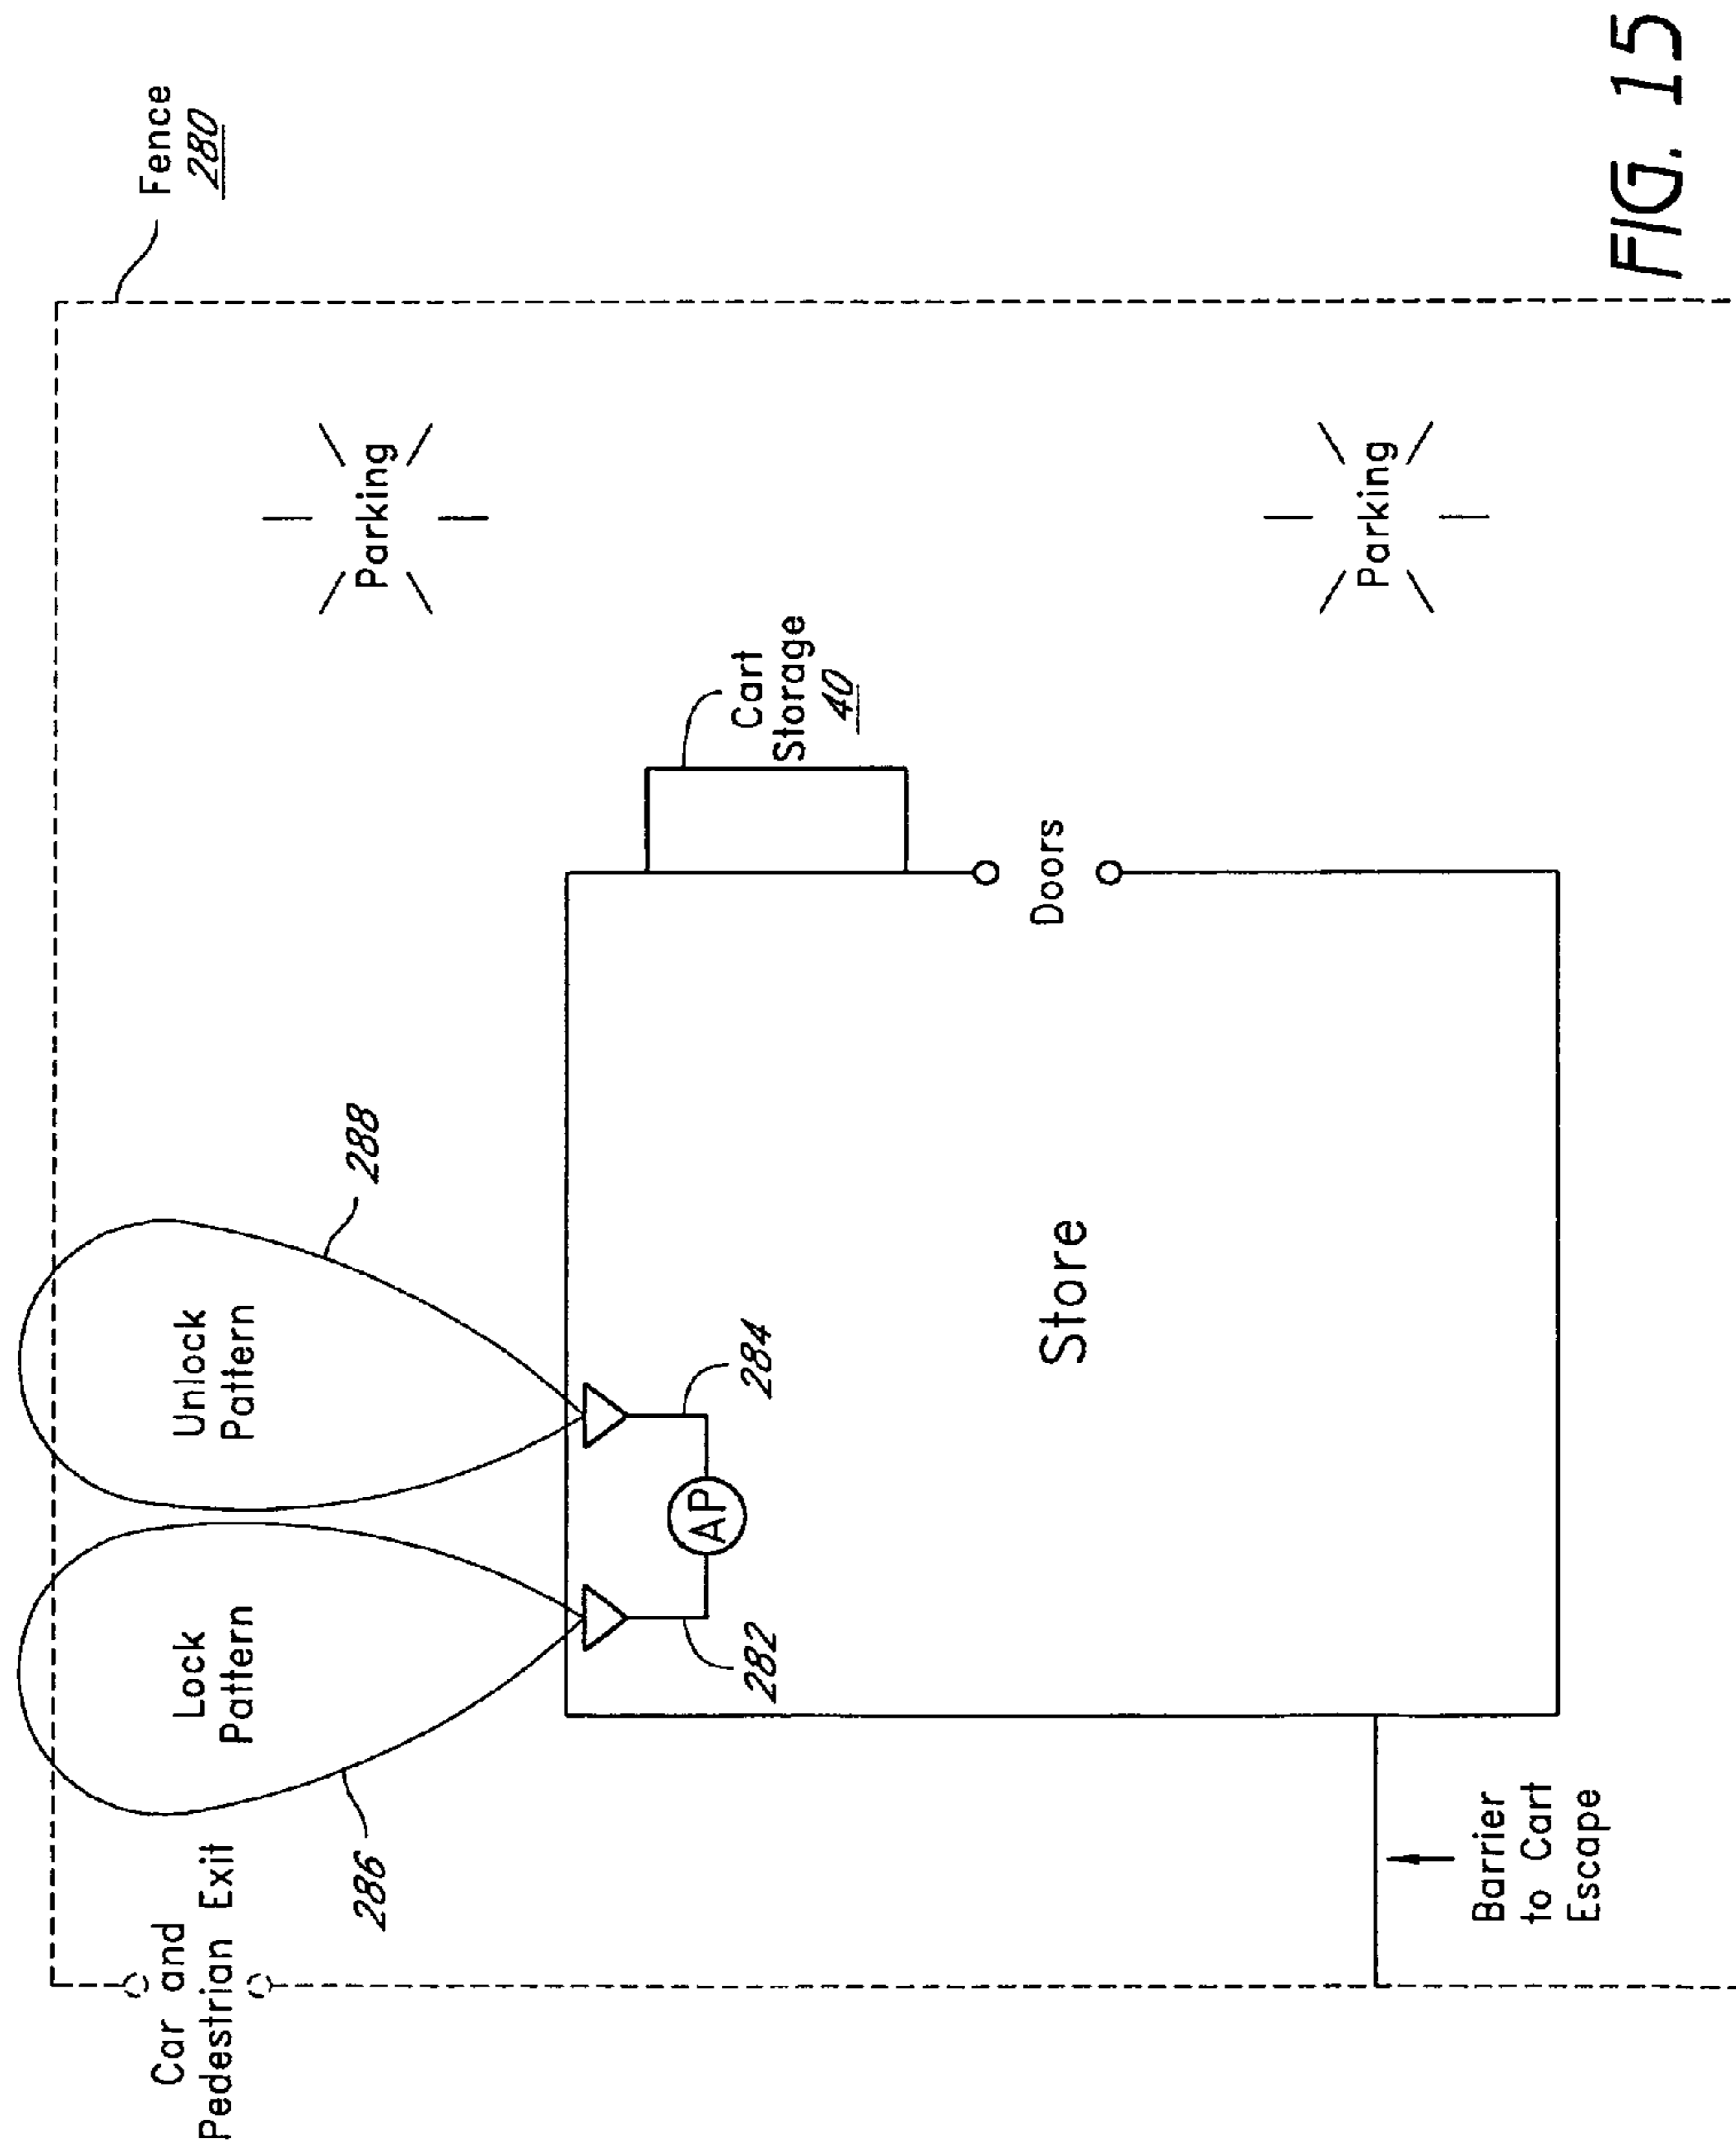 Car and
Pedestrian Exit
Lock
Pattern
286
Unlock
Pattern
288
Fence
280
282
AP
284
Parking
Cart
Storage
40
Store
Doors
Barrier
to Cart
Escape
Parking
FIG. 15